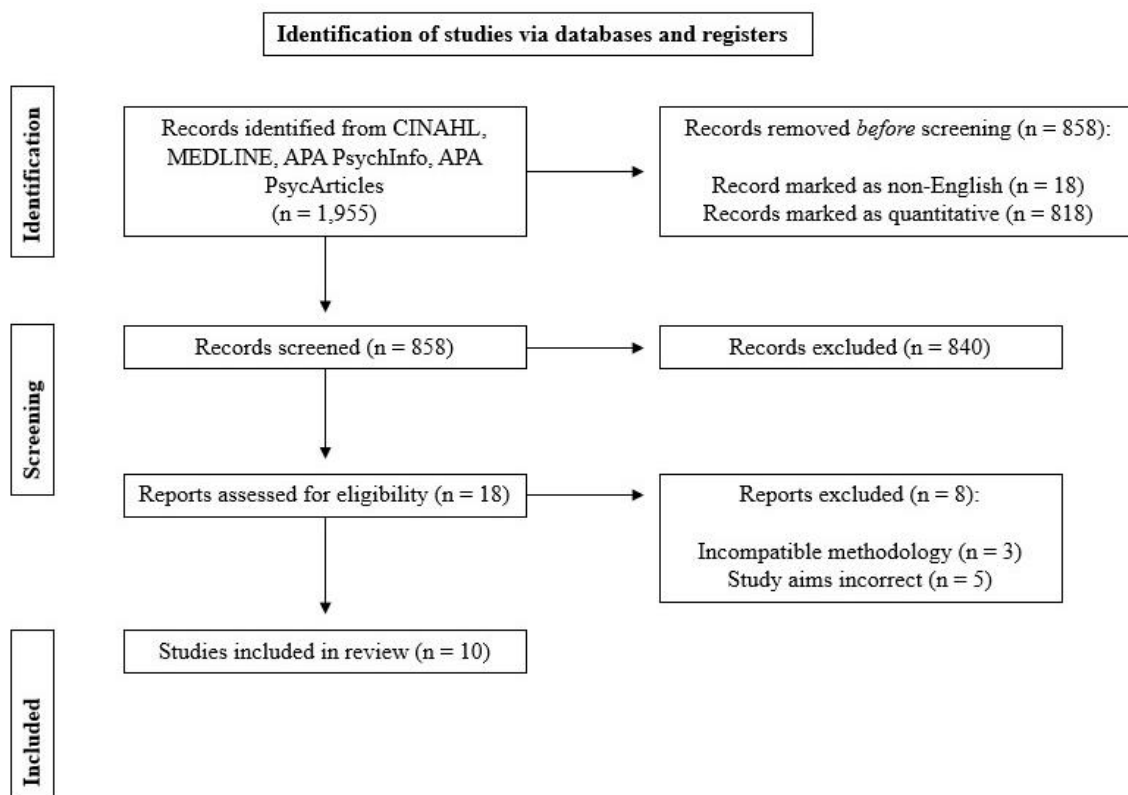 Identification of studies via databases and registers
Identification
Records identified from CINAHL,
MEDLINE, APA PsychInfo, APA
PsycArticles
(n = 1,955)
Records removed before screening (n = 858):
Record marked as non-English (n = 18)
Records marked as quantitative (n = 818)
Screening
Records screened (n = 858)
Records excluded (n = 840)
Reports assessed for eligibility (n = 18)
Reports excluded (n = 8):
Incompatible methodology (n = 3)
Study aims incorrect (n = 5)
Included
Studies included in review (n = 10)